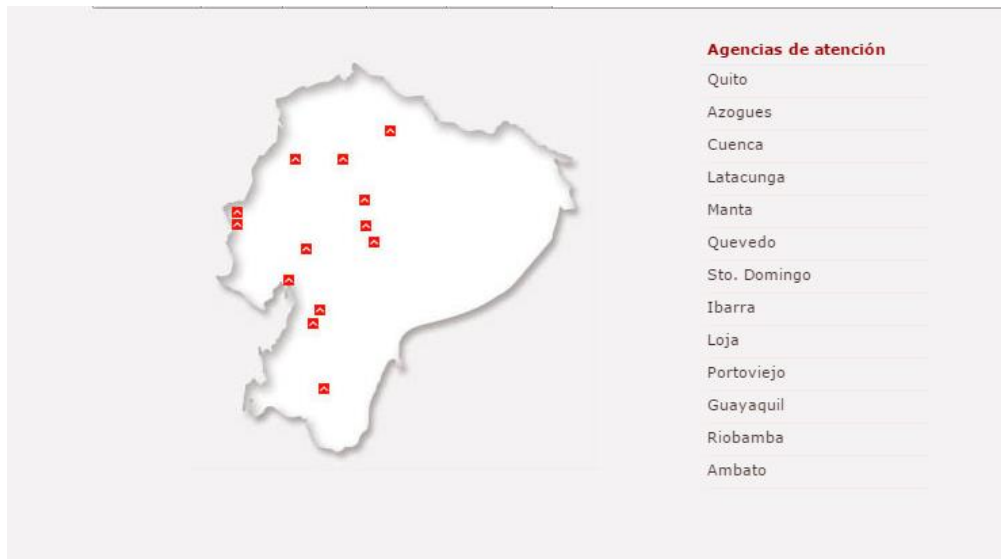 Agencias de atención
Quito
Azogues
Cuenca
Latacunga
Manta
Quevedo
Sto. Domingo
Ibarra
Loja
Portoviejo
Guayaquil
Riobamba
Ambato